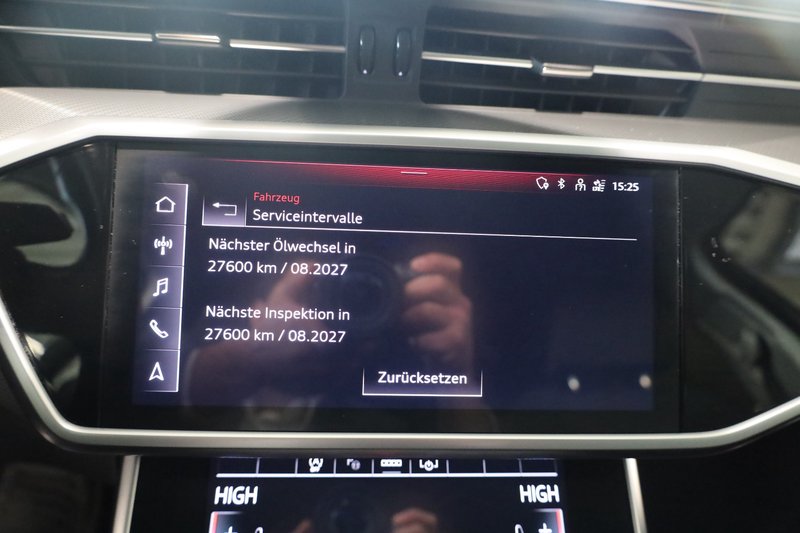 15:25
Fahrzeug
Serviceintervalle
Nächster Ölwechsel in
27600 km / 08.2027
Nächste Inspektion in
27600 km / 08.2027
Zurücksetzen
HIGH HIGH